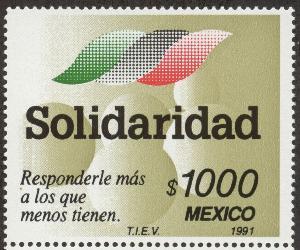 Solidaridad
Responderle más
a los que
menos tienen.
$1000
MEXICO
T.I.E.V. 1991